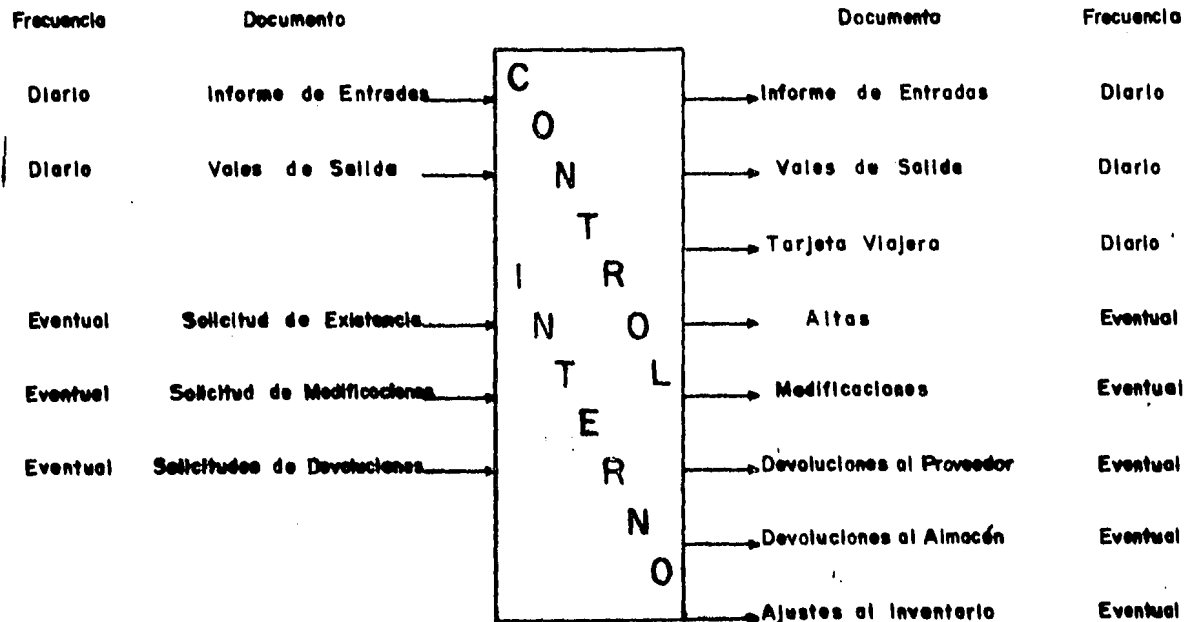 Frecuencia Documento Documento Frecuencia
Diario Informe de Entradas CONTROL INTERNO Informe de Entradas Diario
Diario Vales de Salida Vales de Salida Diario
Tarjeta Viajera Diario
Eventual Solicitud de Existencia Altas Eventual
Eventual Solicitud de Modificaciones Modificaciones Eventual
Eventual Solicitudes de Devoluciones Devoluciones al Proveedor Eventual
Devoluciones al Almacén Eventual
Ajustes al Inventario Eventual